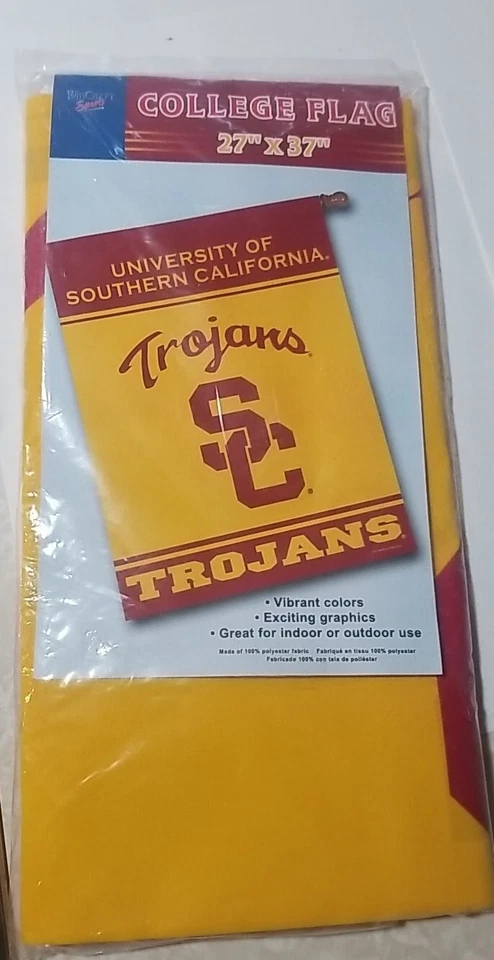 Sports
COLLEGE FLAG
27" x 37"
UNIVERSITY OF
SOUTHERN CALIFORNIA®
Trojans®
SC®
TROJANS®
• Vibrant colors
• Exciting graphics
• Great for indoor or outdoor use
Made of 100% polyester fabric Fabriqué en tissu 100% polyester
Fabricado 100% con tela de poliéster